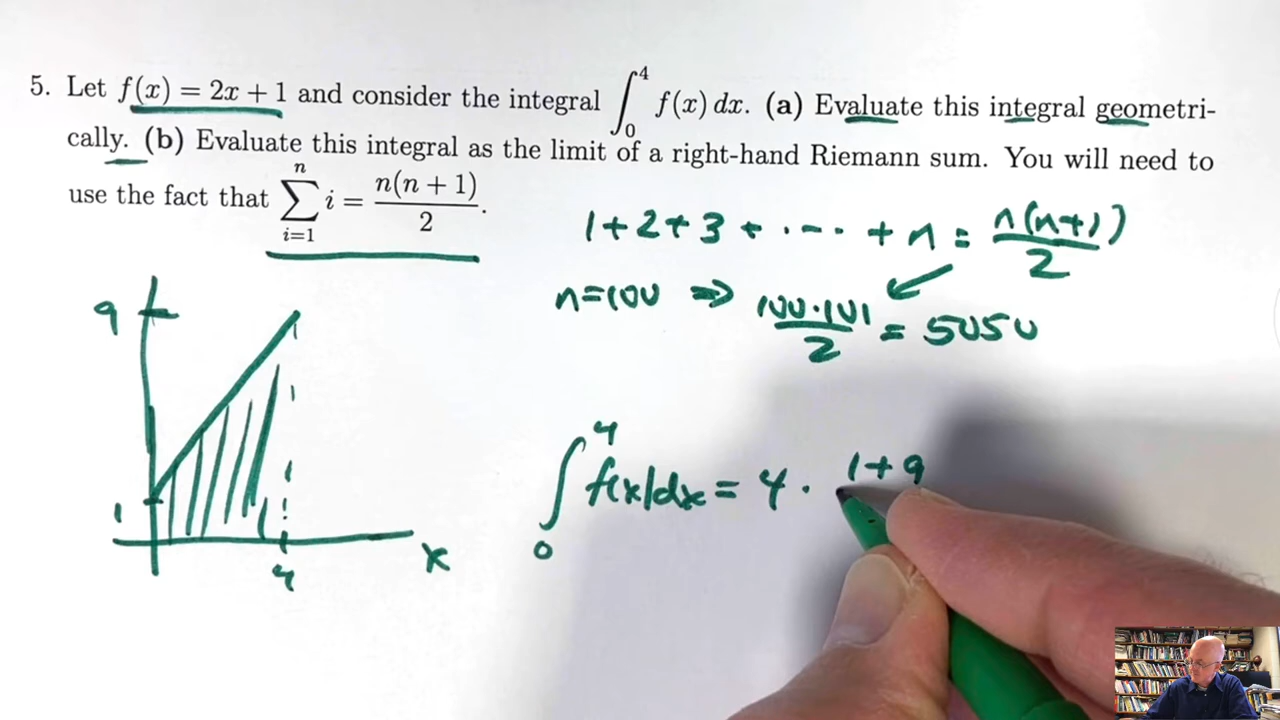 5. Let f(x) = 2x + 1 and consider the integral ∫₀⁴ f(x) dx. (a) Evaluate this integral geometri-
cally. (b) Evaluate this integral as the limit of a right-hand Riemann sum. You will need to
use the fact that ∑ᵢ₌₁ⁿ i = n(n + 1)/2.
1+2+3+....+n = n(n+1)/2
n=100 ⇒ 100·101/2 = 5050
9
∫₀⁴ f(x)dx = 4 · 1+9
1
x
4